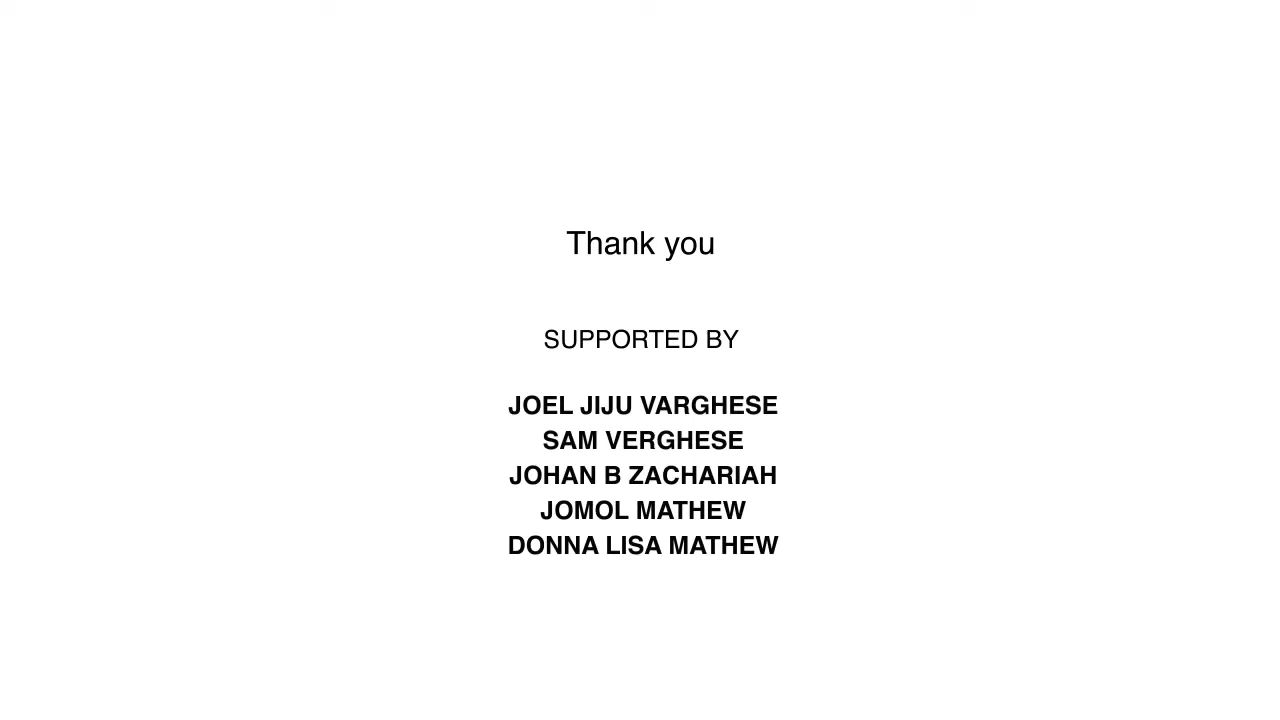 Thank you
SUPPORTED BY
JOEL JIJU VARGHESE
SAM VERGHESE
JOHAN B ZACHARIAH
JOMOL MATHEW
DONNA LISA MATHEW